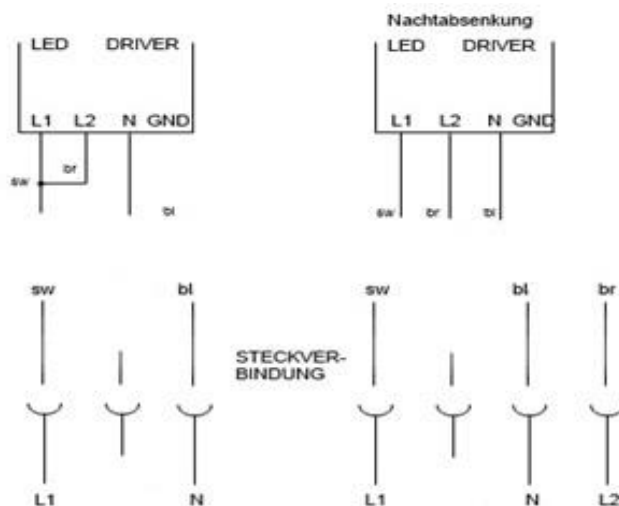 Nachtabsenkung
LED DRIVER
L1 L2 N GND
sw br bl
LED DRIVER
L1 L2 N GND
sw br bl
sw bl
STECKVER-
BINDUNG
L1 N
sw bl br
L1 N L2